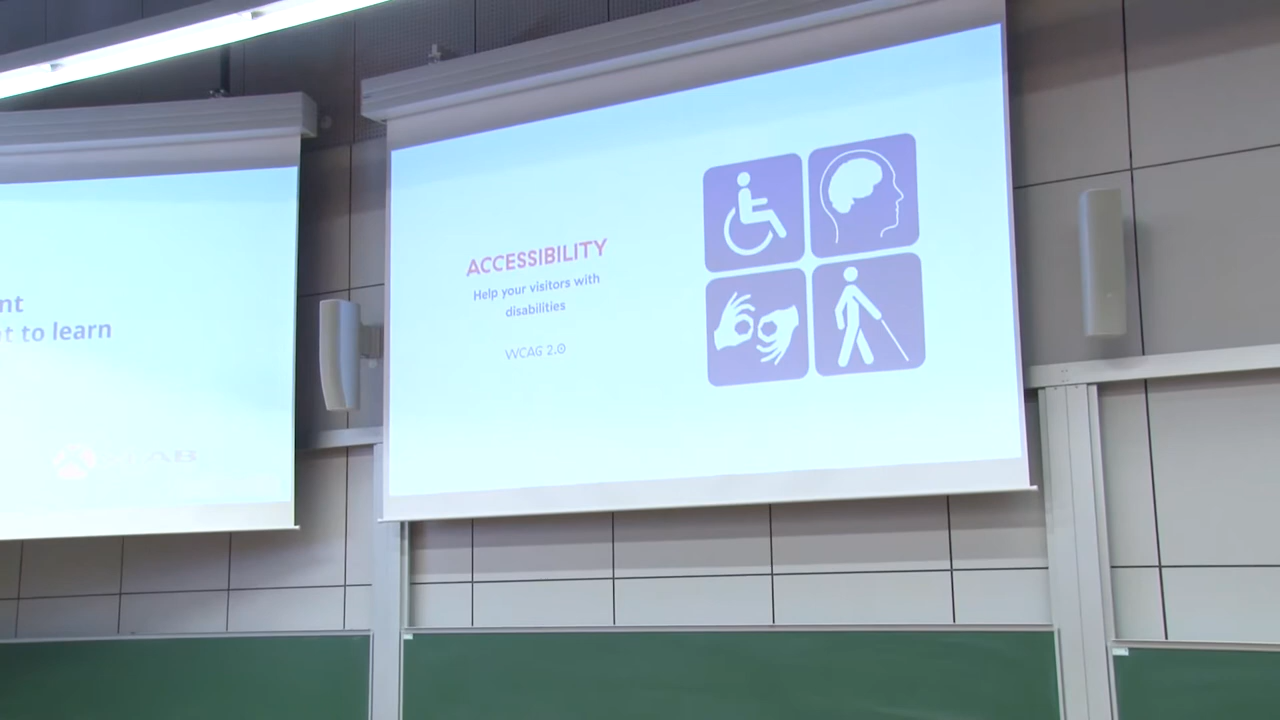 nt
t to learn
ACCESSIBILITY
Help your visitors with
disabilities
WCAG 2.0